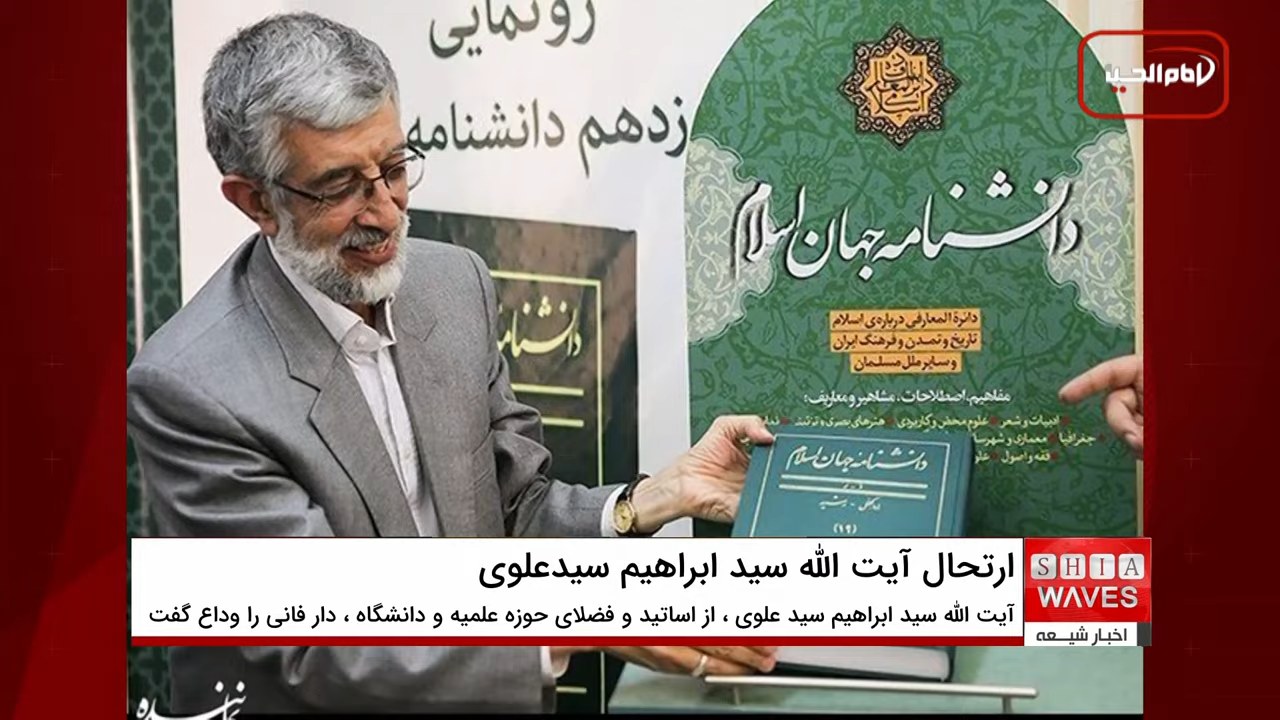 رونمایی
زدهم دانشنامه
دانشنامه جهان اسلام
دائرة المعارفی درباره‌ی اسلام
تاریخ و تمدن و فرهنگ ایران
و سایر ملل مسلمان
مفاهیم، اصطلاحات، مشاهیر و معاریف؛
ادبیات و شعر علوم محض و کاربردی هنرهای بصری و تزئینی
جغرافیا معماری و شهرسا
فقه و اصول علو
دانشنامه
دانشنامه جهان اسلام
(۱۹)
ارتحال آیت الله سید ابراهیم سیدعلوی
آیت الله سید ابراهیم سید علوی ، از اساتید و فضلای حوزه علمیه و دانشگاه ، دار فانی را وداع گفت
SHIA
WAVES
اخبار شیعه